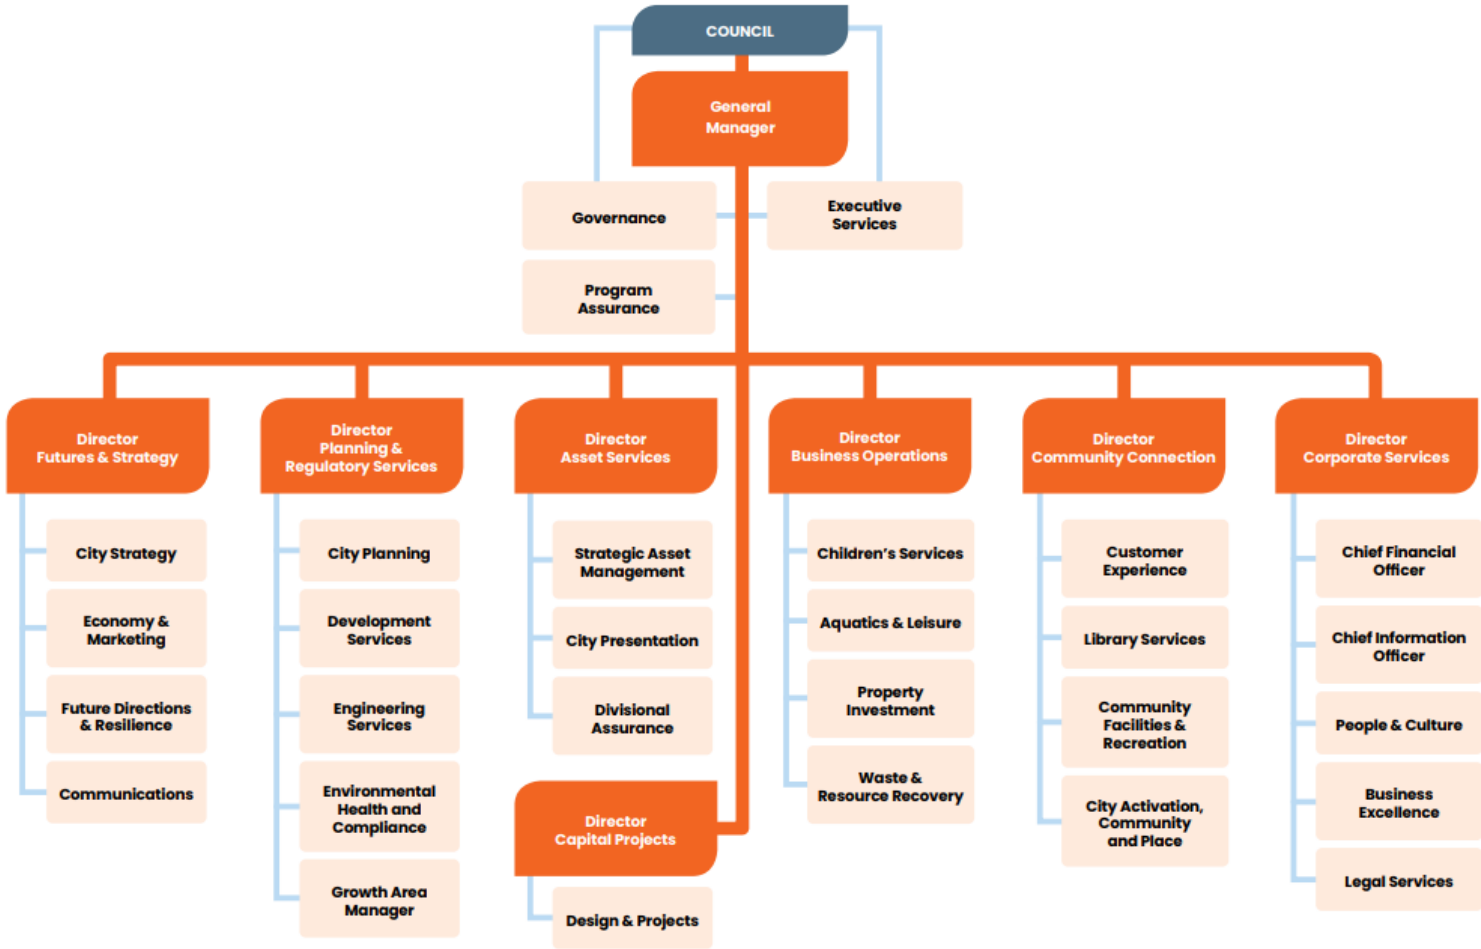 COUNCIL
General
Manager
Governance
Executive
Services
Program
Assurance
Director
Futures & Strategy
City Strategy
Economy &
Marketing
Future Directions
& Resilience
Communications
Director
Planning &
Regulatory Services
City Planning
Development
Services
Engineering
Services
Environmental
Health and
Compliance
Growth Area
Manager
Director
Asset Services
Strategic Asset
Management
City Presentation
Divisional
Assurance
Director
Capital Projects
Design & Projects
Director
Business Operations
Children's Services
Aquatics & Leisure
Property
Investment
Waste &
Resource Recovery
Director
Community Connection
Customer
Experience
Library Services
Community
Facilities &
Recreation
City Activation,
Community
and Place
Director
Corporate Services
Chief Financial
Officer
Chief Information
Officer
People & Culture
Business
Excellence
Legal Services